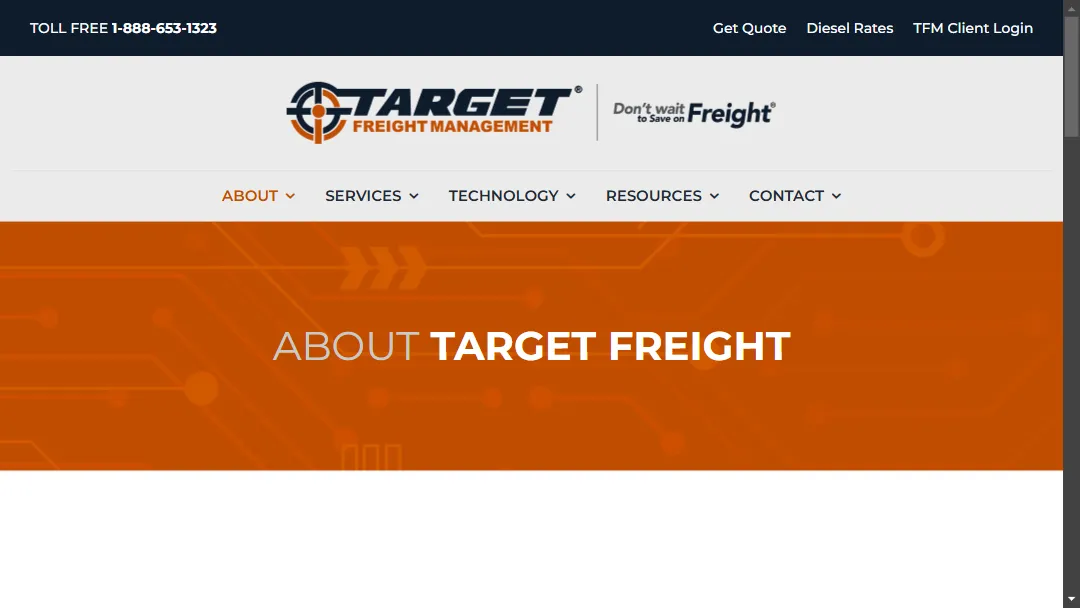 TOLL FREE 1-888-653-1323
Get Quote Diesel Rates TFM Client Login
TARGET®
FREIGHT MANAGEMENT
Don't wait
to Save on Freight®
ABOUT SERVICES TECHNOLOGY RESOURCES CONTACT
ABOUT TARGET FREIGHT